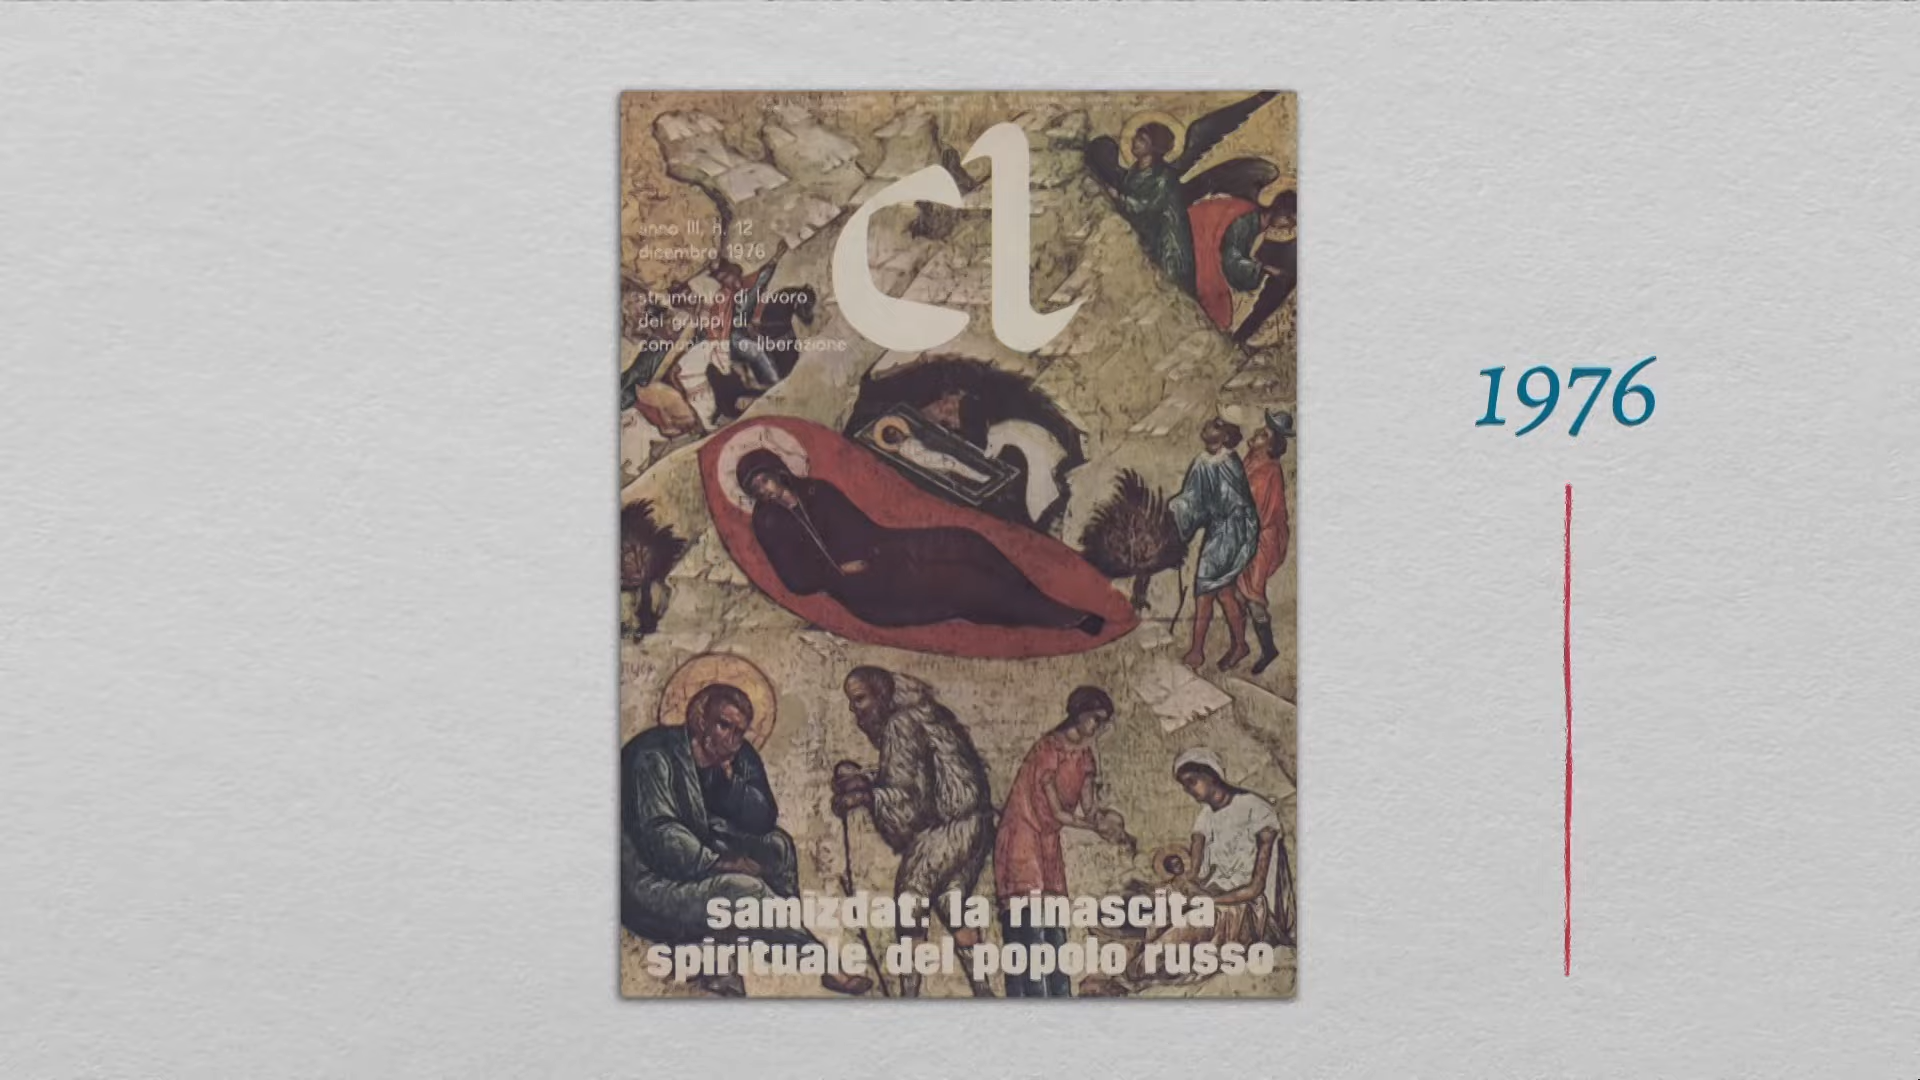 cl
anno III, n. 12
dicembre 1976
strumento di lavoro
dei gruppi di
comunione e liberazione
1976
samizdat: la rinascita
spirituale del popolo russo